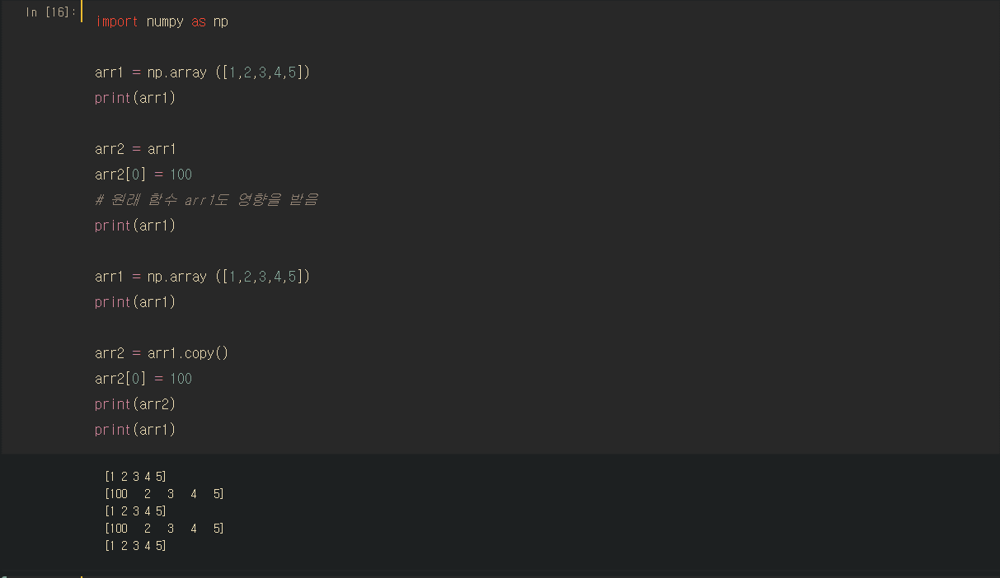 In [16]:
import numpy as np
arr1 = np.array ([1,2,3,4,5])
print(arr1)
arr2 = arr1
arr2[0] = 100
# 원래 함수 arr1도 영향을 받음
print(arr1)
arr1 = np.array ([1,2,3,4,5])
print(arr1)
arr2 = arr1.copy()
arr2[0] = 100
print(arr2)
print(arr1)
[1 2 3 4 5]
[100   2   3   4   5]
[1 2 3 4 5]
[100   2   3   4   5]
[1 2 3 4 5]